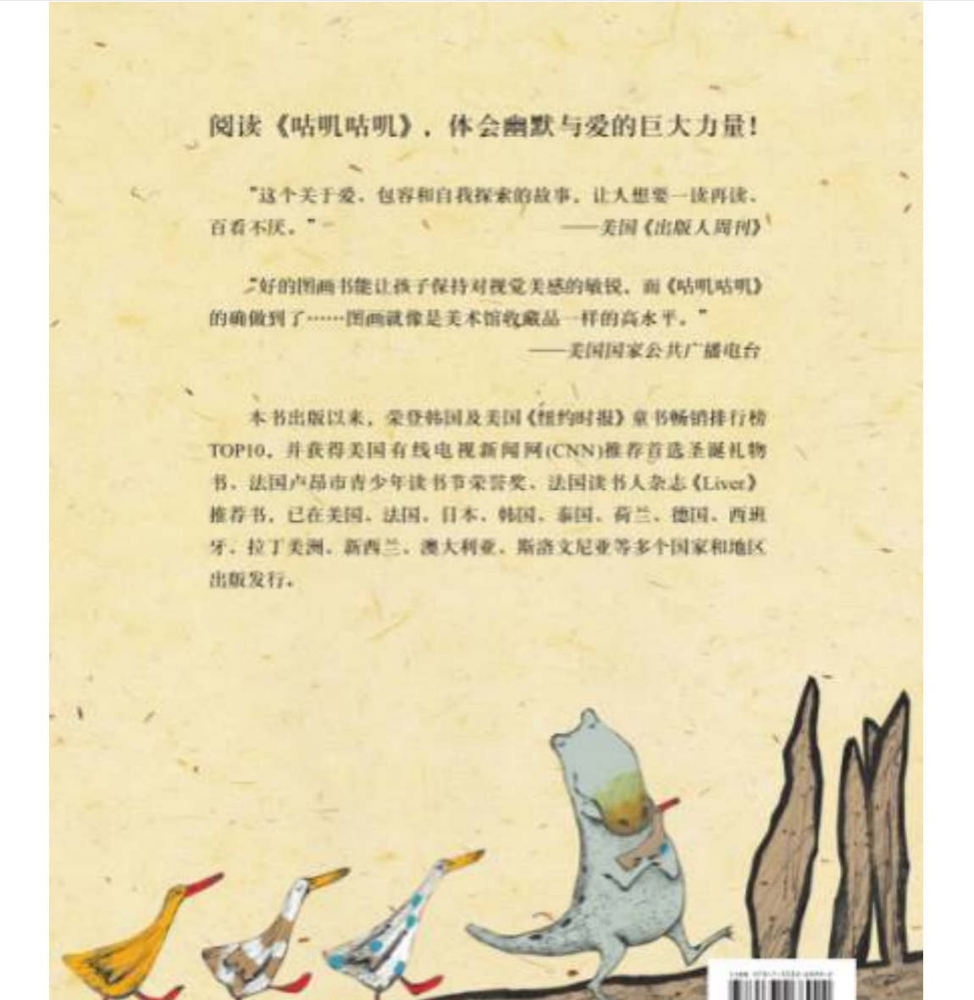 阅读《咕叽咕叽》，体会幽默与爱的巨大力量！
“这个关于爱、包容和自我探索的故事，让人想要一读再读、
百看不厌。”
——美国《出版人周刊》
“好的图画书能让孩子保持对视觉美感的敏锐，而《咕叽咕叽》
的确做到了……图画就像是美术馆收藏品一样的高水平。”
——美国国家公共广播电台
本书出版以来，荣登韩国及美国《纽约时报》童书畅销排行榜
TOP10，并获得美国有线电视新闻网(CNN)推荐首选圣诞礼物
书、法国卢昂市青少年读书节荣誉奖、法国读书人杂志《Livre》
推荐书，已在美国、法国、日本、韩国、泰国、荷兰、德国、西班
牙、拉丁美洲、新西兰、澳大利亚、斯洛文尼亚等多个国家和地区
出版发行。